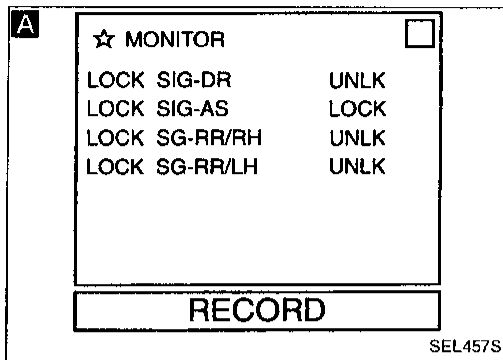 A
☆ MONITOR
LOCK SIG-DR UNLK
LOCK SIG-AS LOCK
LOCK SG-RR/RH UNLK
LOCK SG-RR/LH UNLK
RECORD
SEL457S